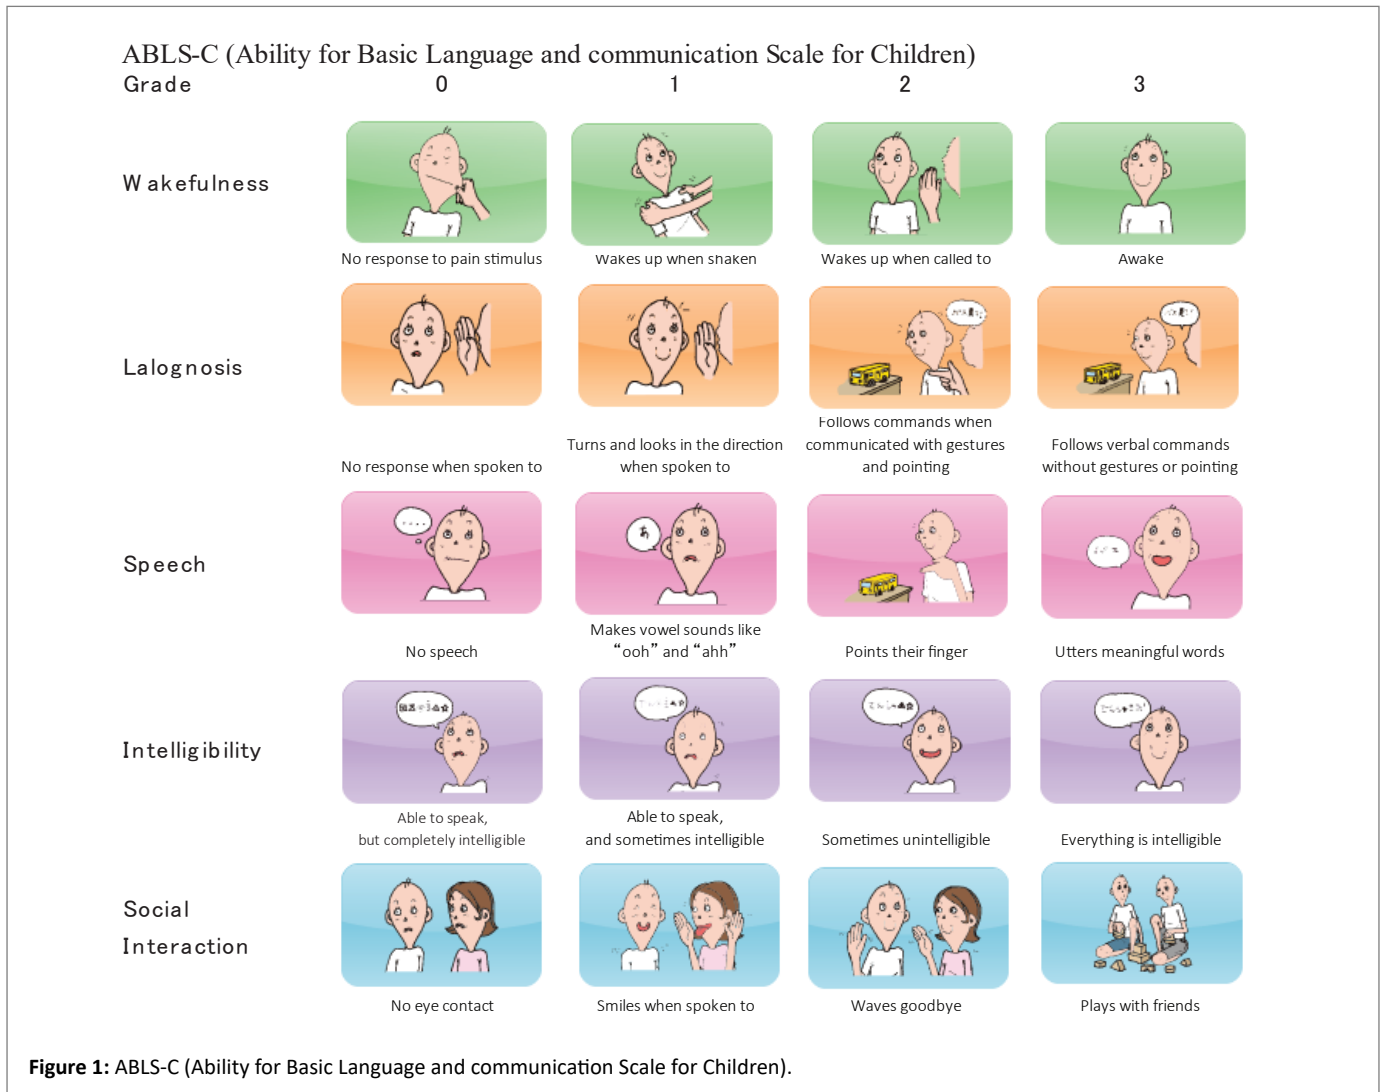 ABLS-C (Ability for Basic Language and communication Scale for Children)
Grade 0 1 2 3
Wakefulness
No response to pain stimulus
Wakes up when shaken
Wakes up when called to
Awake
Lalognosis
No response when spoken to
Turns and looks in the direction
when spoken to
Follows commands when
communicated with gestures
and pointing
Follows verbal commands
without gestures or pointing
Speech
....
あ
No speech
Makes vowel sounds like
“ooh” and “ahh”
Points their finger
Utters meaningful words
Intelligibility
Able to speak,
but completely intelligible
Able to speak,
and sometimes intelligible
Sometimes unintelligible
Everything is intelligible
Social
Interaction
No eye contact
Smiles when spoken to
Waves goodbye
Plays with friends
Figure 1: ABLS-C (Ability for Basic Language and communication Scale for Children).